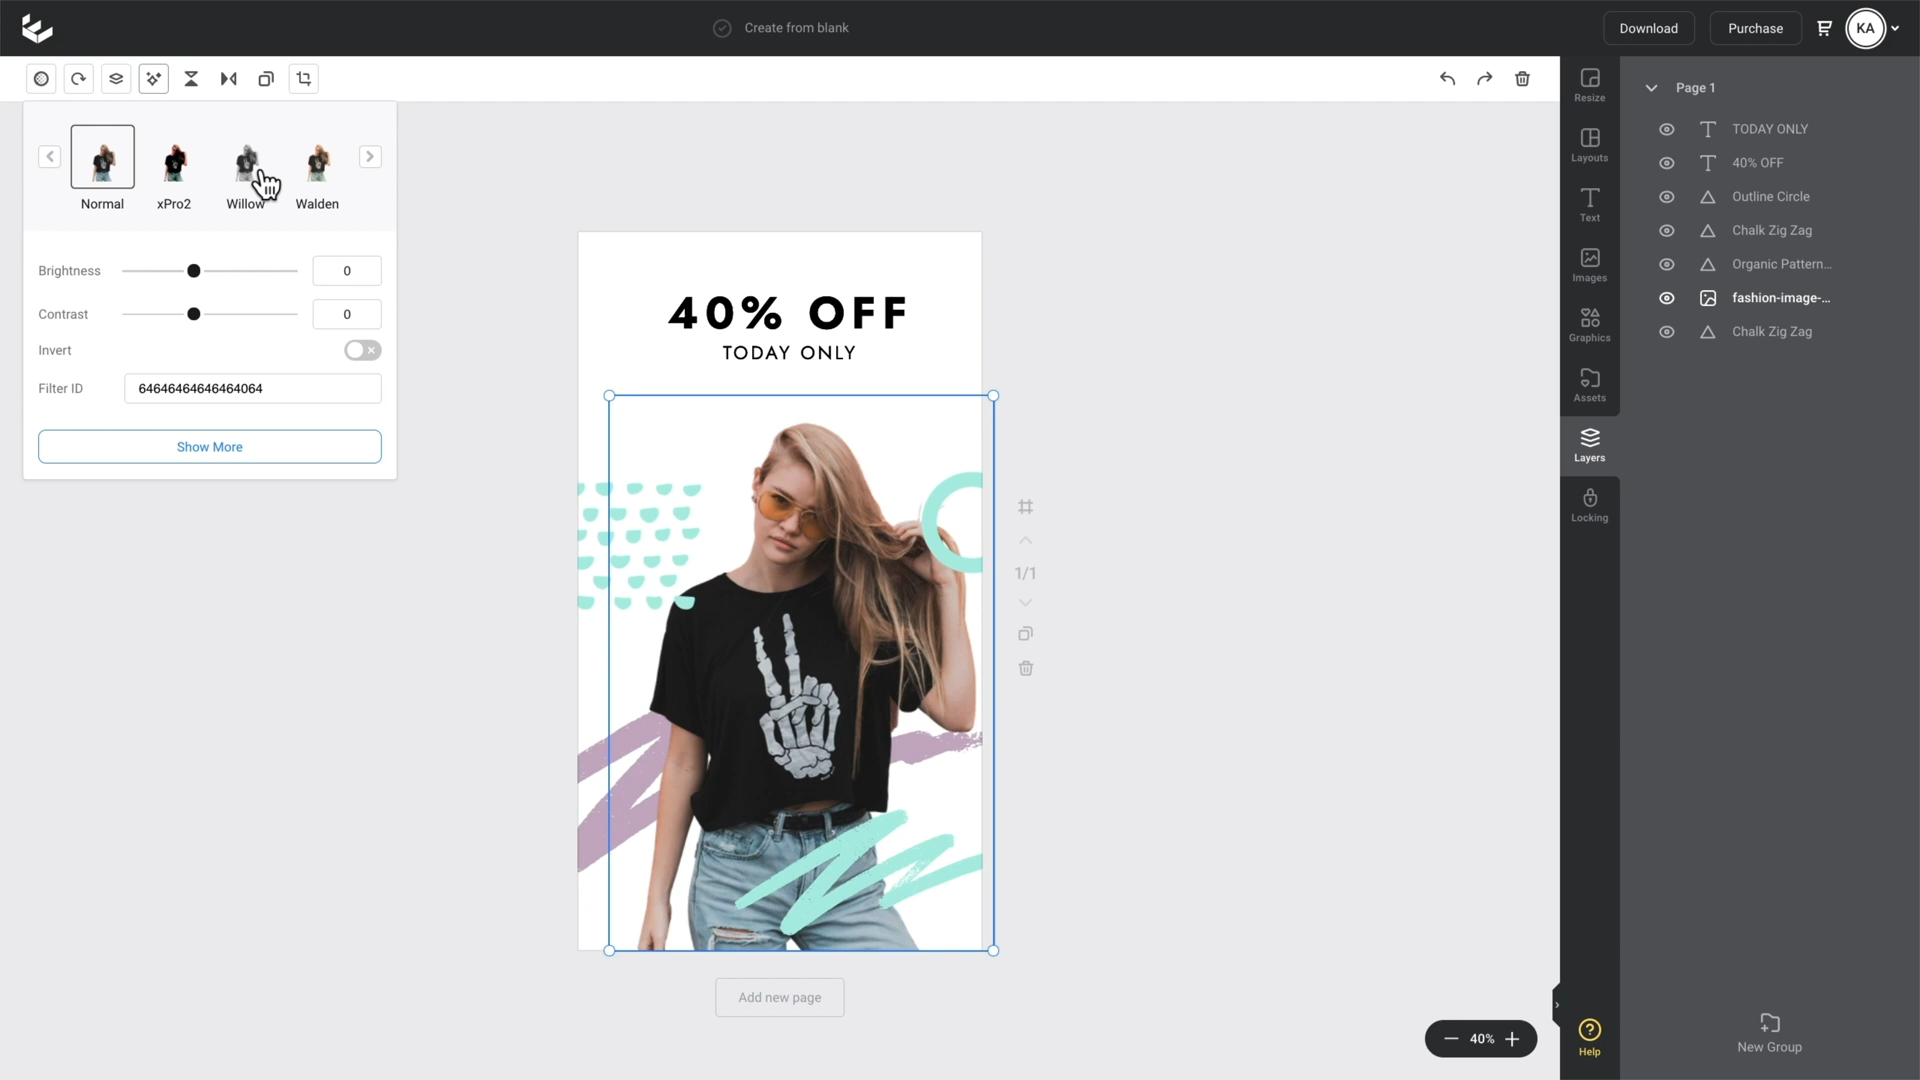 Create from blank
Download
Purchase
KA
Normal
xPro2
Willow
Walden
Brightness
0
Contrast
0
Invert
Filter ID
64646464646464064
Show More
40% OFF
TODAY ONLY
1/1
Add new page
40%
Resize
Layouts
Text
Images
Graphics
Assets
Layers
Locking
Help
Page 1
TODAY ONLY
40% OFF
Outline Circle
Chalk Zig Zag
Organic Pattern...
fashion-image-...
Chalk Zig Zag
New Group